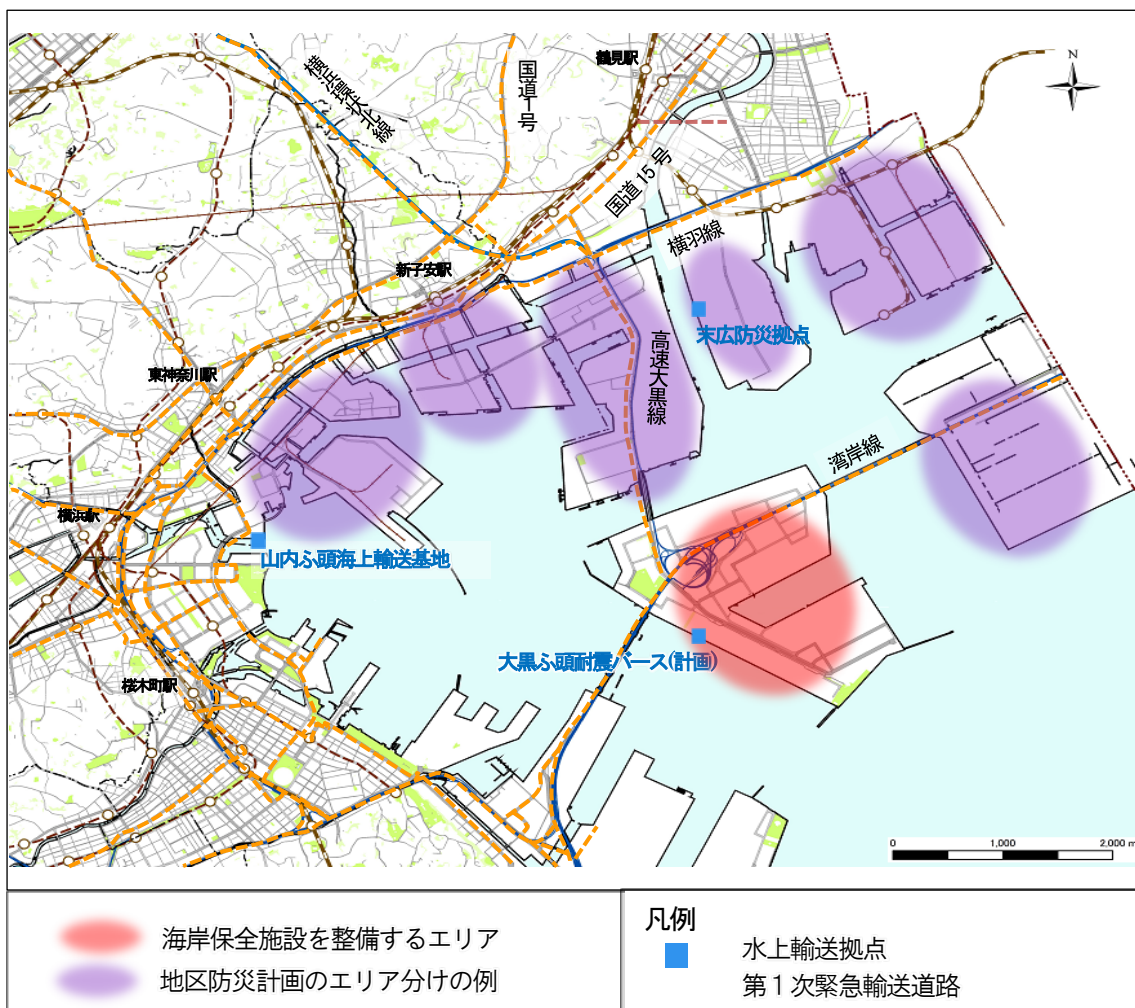 横浜環状北線
国道1号
鶴見駅
N
国道15号
横羽線
新子安駅
末広防災拠点
高速大黒線
東神奈川駅
湾岸線
横浜駅
山内ふ頭海上輸送基地
大黒ふ頭耐震バース(計画)
桜木町駅
0 1,000 2,000 m
海岸保全施設を整備するエリア
地区防災計画のエリア分けの例
凡例
水上輸送拠点
第1次緊急輸送道路